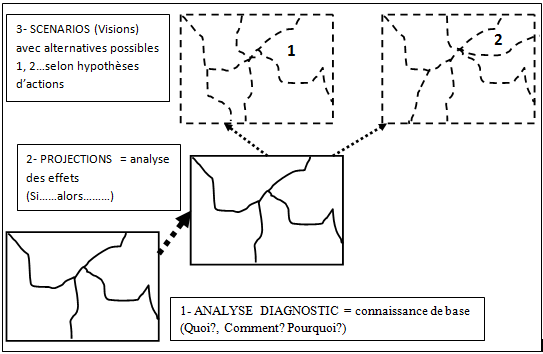 3- SCENARIOS (Visions)
avec alternatives possibles
1, 2...selon hypothèses
d'actions
1
2
2- PROJECTIONS = analyse
des effets
(Si......alors.........)
1- ANALYSE DIAGNOSTIC = connaissance de base
(Quoi?, Comment? Pourquoi?)